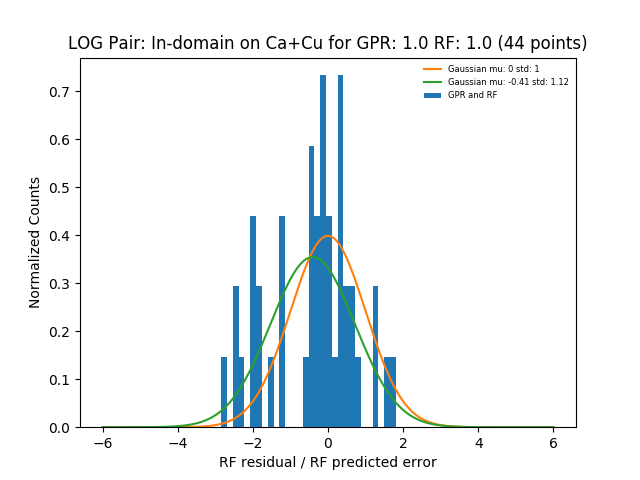 LOG Pair: In-domain on Ca+Cu for GPR: 1.0 RF: 1.0 (44 points)
Gaussian mu: 0 std: 1
Gaussian mu: -0.41 std: 1.12
GPR and RF
Normalized Counts
0.7
0.6
0.5
0.4
0.3
0.2
0.1
0.0
−6 −4 −2 0 2 4 6
RF residual / RF predicted error